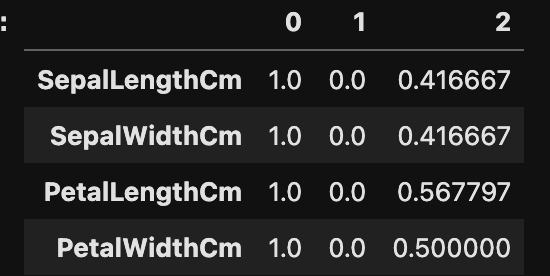 : 0 1 2
SepalLengthCm 1.0 0.0 0.416667
SepalWidthCm 1.0 0.0 0.416667
PetalLengthCm 1.0 0.0 0.567797
PetalWidthCm 1.0 0.0 0.500000